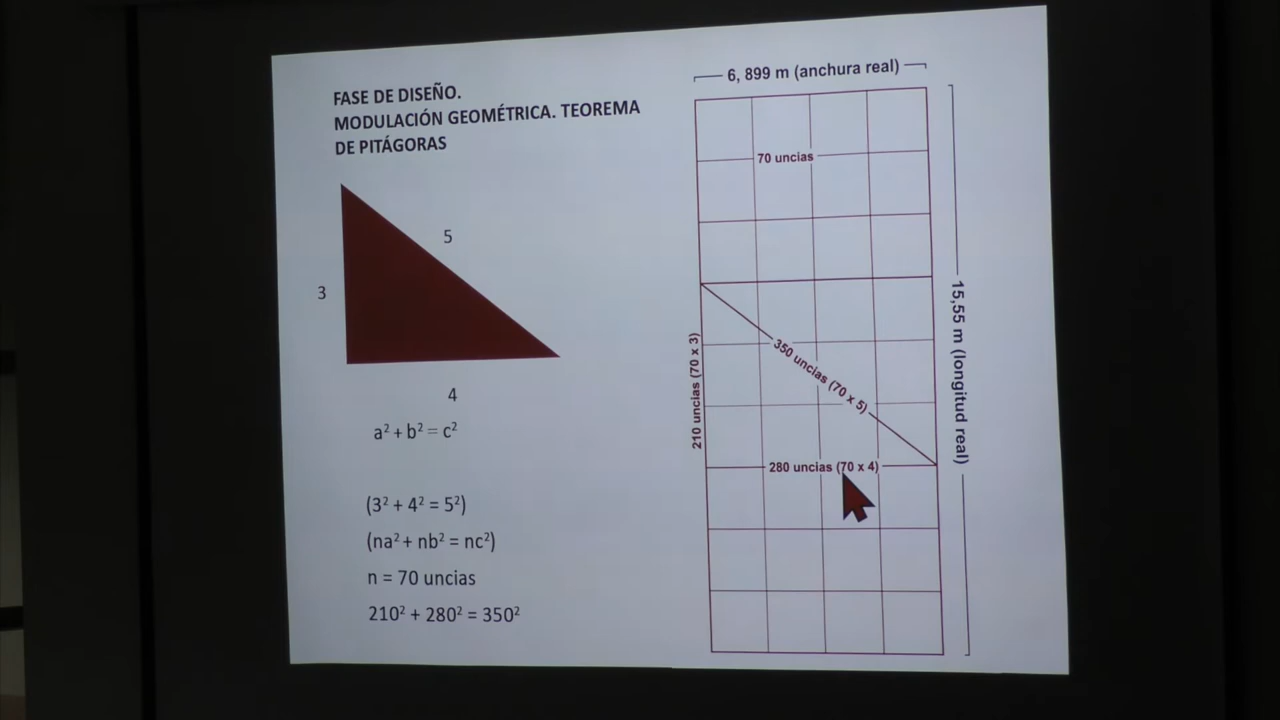 FASE DE DISEÑO.
MODULACIÓN GEOMÉTRICA. TEOREMA
DE PITÁGORAS
5
3
4
a² + b² = c²
(3² + 4² = 5²)
(na² + nb² = nc²)
n = 70 uncias
210² + 280² = 350²
6, 899 m (anchura real)
70 uncias
210 uncias (70 x 3)
350 uncias (70 x 5)
280 uncias (70 x 4)
15,55 m (longitud real)